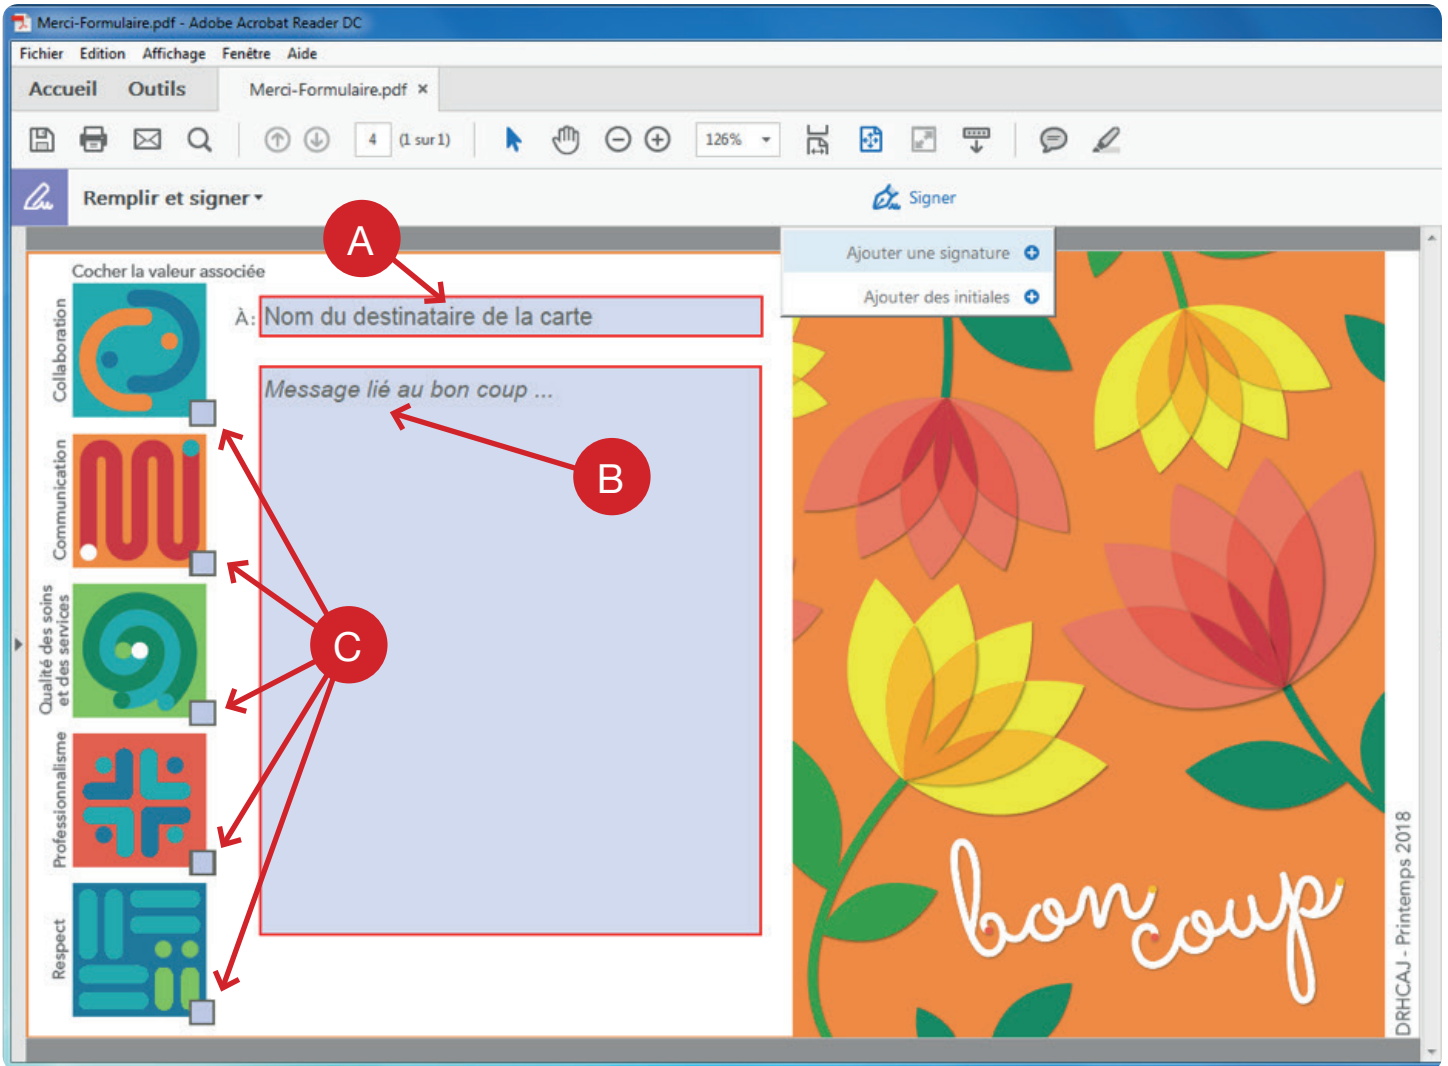 Merci-Formulaire.pdf - Adobe Acrobat Reader DC
Fichier Edition Affichage Fenêtre Aide
Accueil Outils Merci-Formulaire.pdf ×
4 (1 sur 1) 126%
Remplir et signer Signer
Ajouter une signature
Ajouter des initiales
A
Cocher la valeur associée
À: Nom du destinataire de la carte
Message lié au bon coup ...
B
C
Collaboration
Communication
Qualité des soins
et des services
Professionnalisme
Respect
bon
coup
DRHCAJ - Printemps 2018